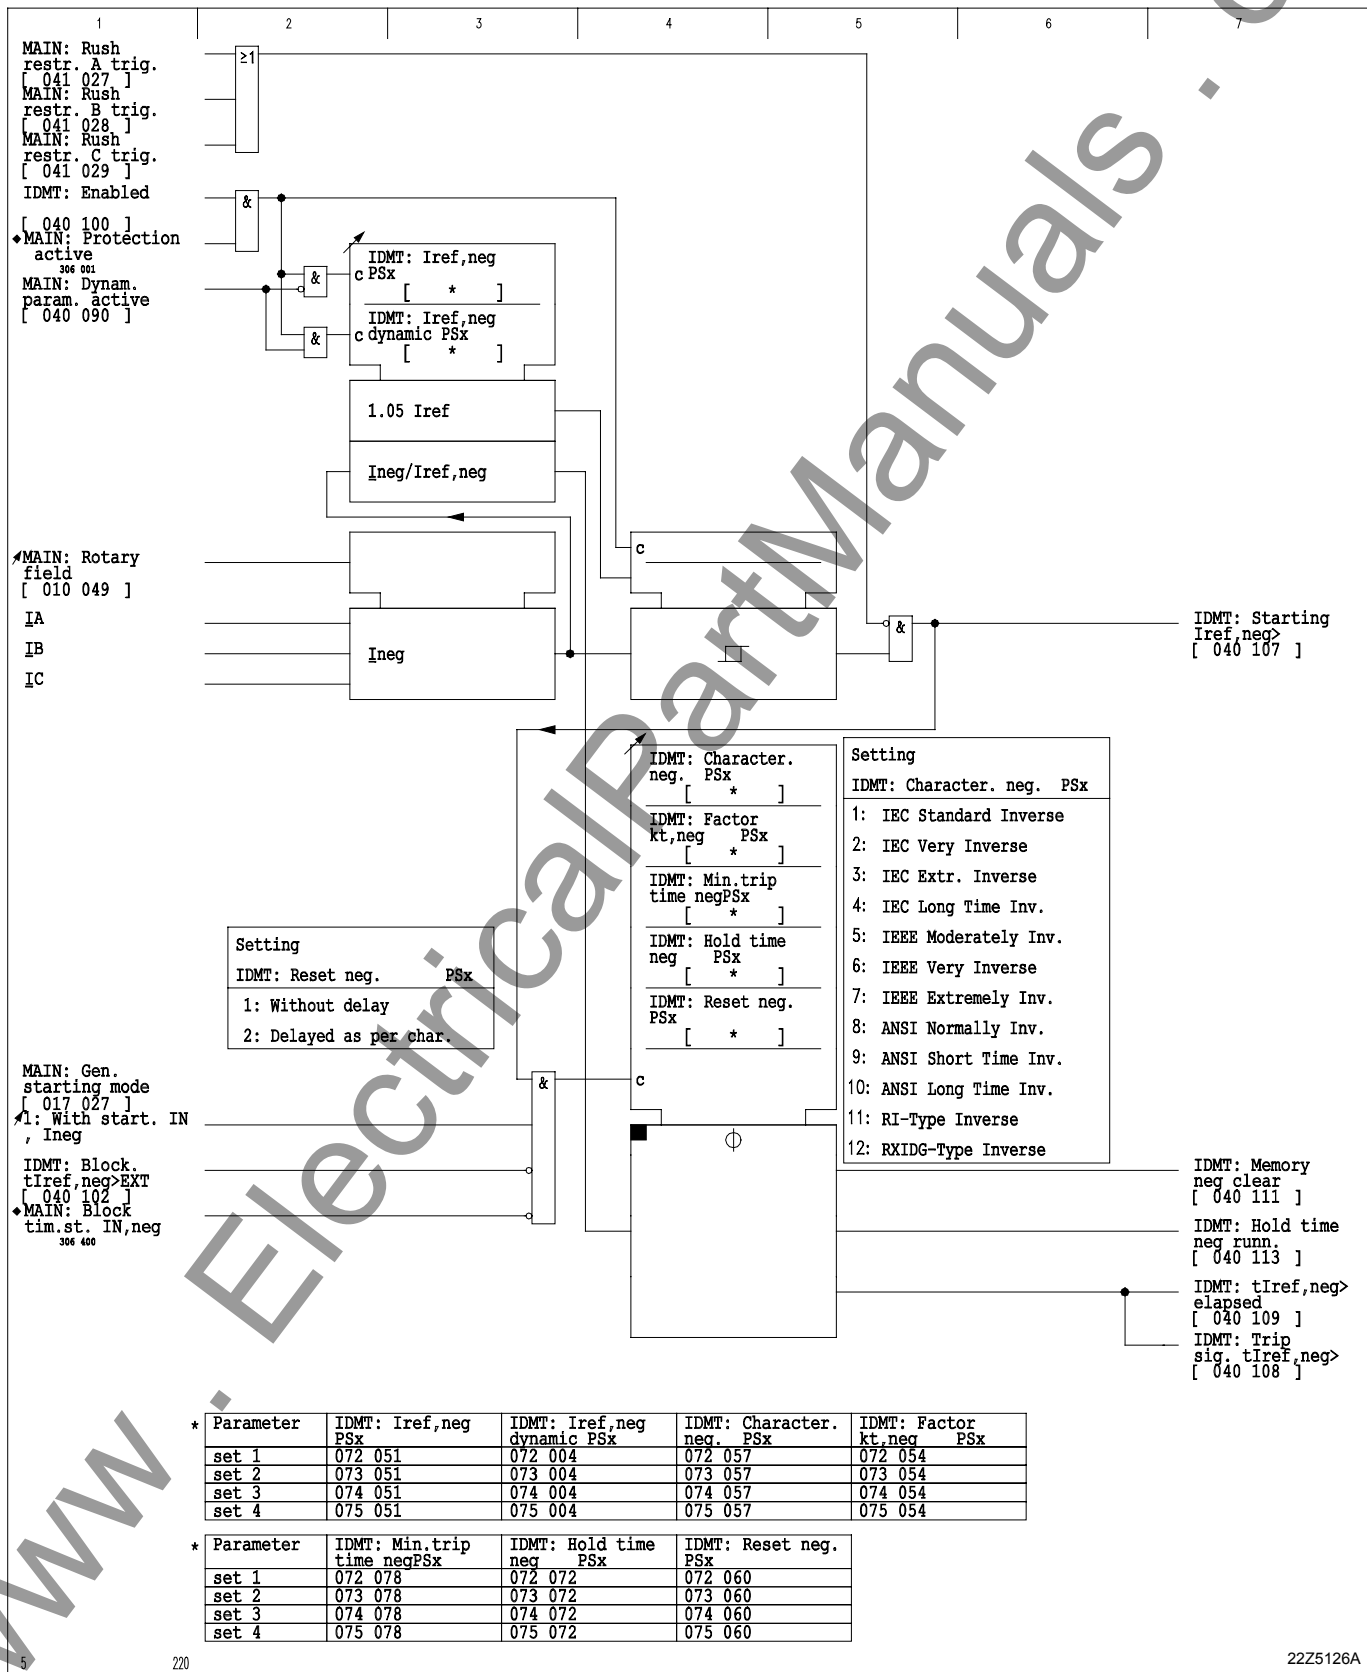 1 2 3 4 5 6 7
MAIN: Rush
restr. A trig.
[ 041 027 ]
MAIN: Rush
restr. B trig.
[ 041 028 ]
MAIN: Rush
restr. C trig.
[ 041 029 ]
≥1
IDMT: Enabled
[ 040 100 ]
◆MAIN: Protection
active
306 001
MAIN: Dynam.
param. active
[ 040 090 ]
&
&
&
IDMT: Iref,neg
C PSx
[ * ]
IDMT: Iref,neg
C dynamic PSx
[ * ]
1.05 Iref
Ineg/Iref,neg
MAIN: Rotary
field
[ 010 049 ]
IA
IB
IC
Ineg
C
&
IDMT: Starting
Iref,neg>
[ 040 107 ]
IDMT: Character.
neg. PSx
[ * ]
IDMT: Factor
kt,neg PSx
[ * ]
IDMT: Min.trip
time negPSx
[ * ]
IDMT: Hold time
neg PSx
[ * ]
IDMT: Reset neg.
PSx
[ * ]
C
Setting
IDMT: Character. neg. PSx
1: IEC Standard Inverse
2: IEC Very Inverse
3: IEC Extr. Inverse
4: IEC Long Time Inv.
5: IEEE Moderately Inv.
6: IEEE Very Inverse
7: IEEE Extremely Inv.
8: ANSI Normally Inv.
9: ANSI Short Time Inv.
10: ANSI Long Time Inv.
11: RI-Type Inverse
12: RXIDG-Type Inverse
Setting
IDMT: Reset neg. PSx
1: Without delay
2: Delayed as per char.
MAIN: Gen.
starting mode
[ 017 027 ]
1: With start. IN
, Ineg
IDMT: Block.
tIref,neg>EXT
[ 040 102 ]
◆MAIN: Block
tim.st. IN,neg
306 400
&
IDMT: Memory
neg clear
[ 040 111 ]
IDMT: Hold time
neg runn.
[ 040 113 ]
IDMT: tIref,neg>
elapsed
[ 040 109 ]
IDMT: Trip
sig. tIref,neg>
[ 040 108 ]
* Parameter IDMT: Iref,neg PSx IDMT: Iref,neg dynamic PSx IDMT: Character. neg. PSx IDMT: Factor kt,neg PSx
set 1 072 051 072 004 072 057 072 054
set 2 073 051 073 004 073 057 073 054
set 3 074 051 074 004 074 057 074 054
set 4 075 051 075 004 075 057 075 054
* Parameter IDMT: Min.trip time negPSx IDMT: Hold time neg PSx IDMT: Reset neg. PSx
set 1 072 078 072 072 072 060
set 2 073 078 073 072 073 060
set 3 074 078 074 072 074 060
set 4 075 078 075 072 075 060
5 220
22Z5126A
www . ElectricalPartManuals . c